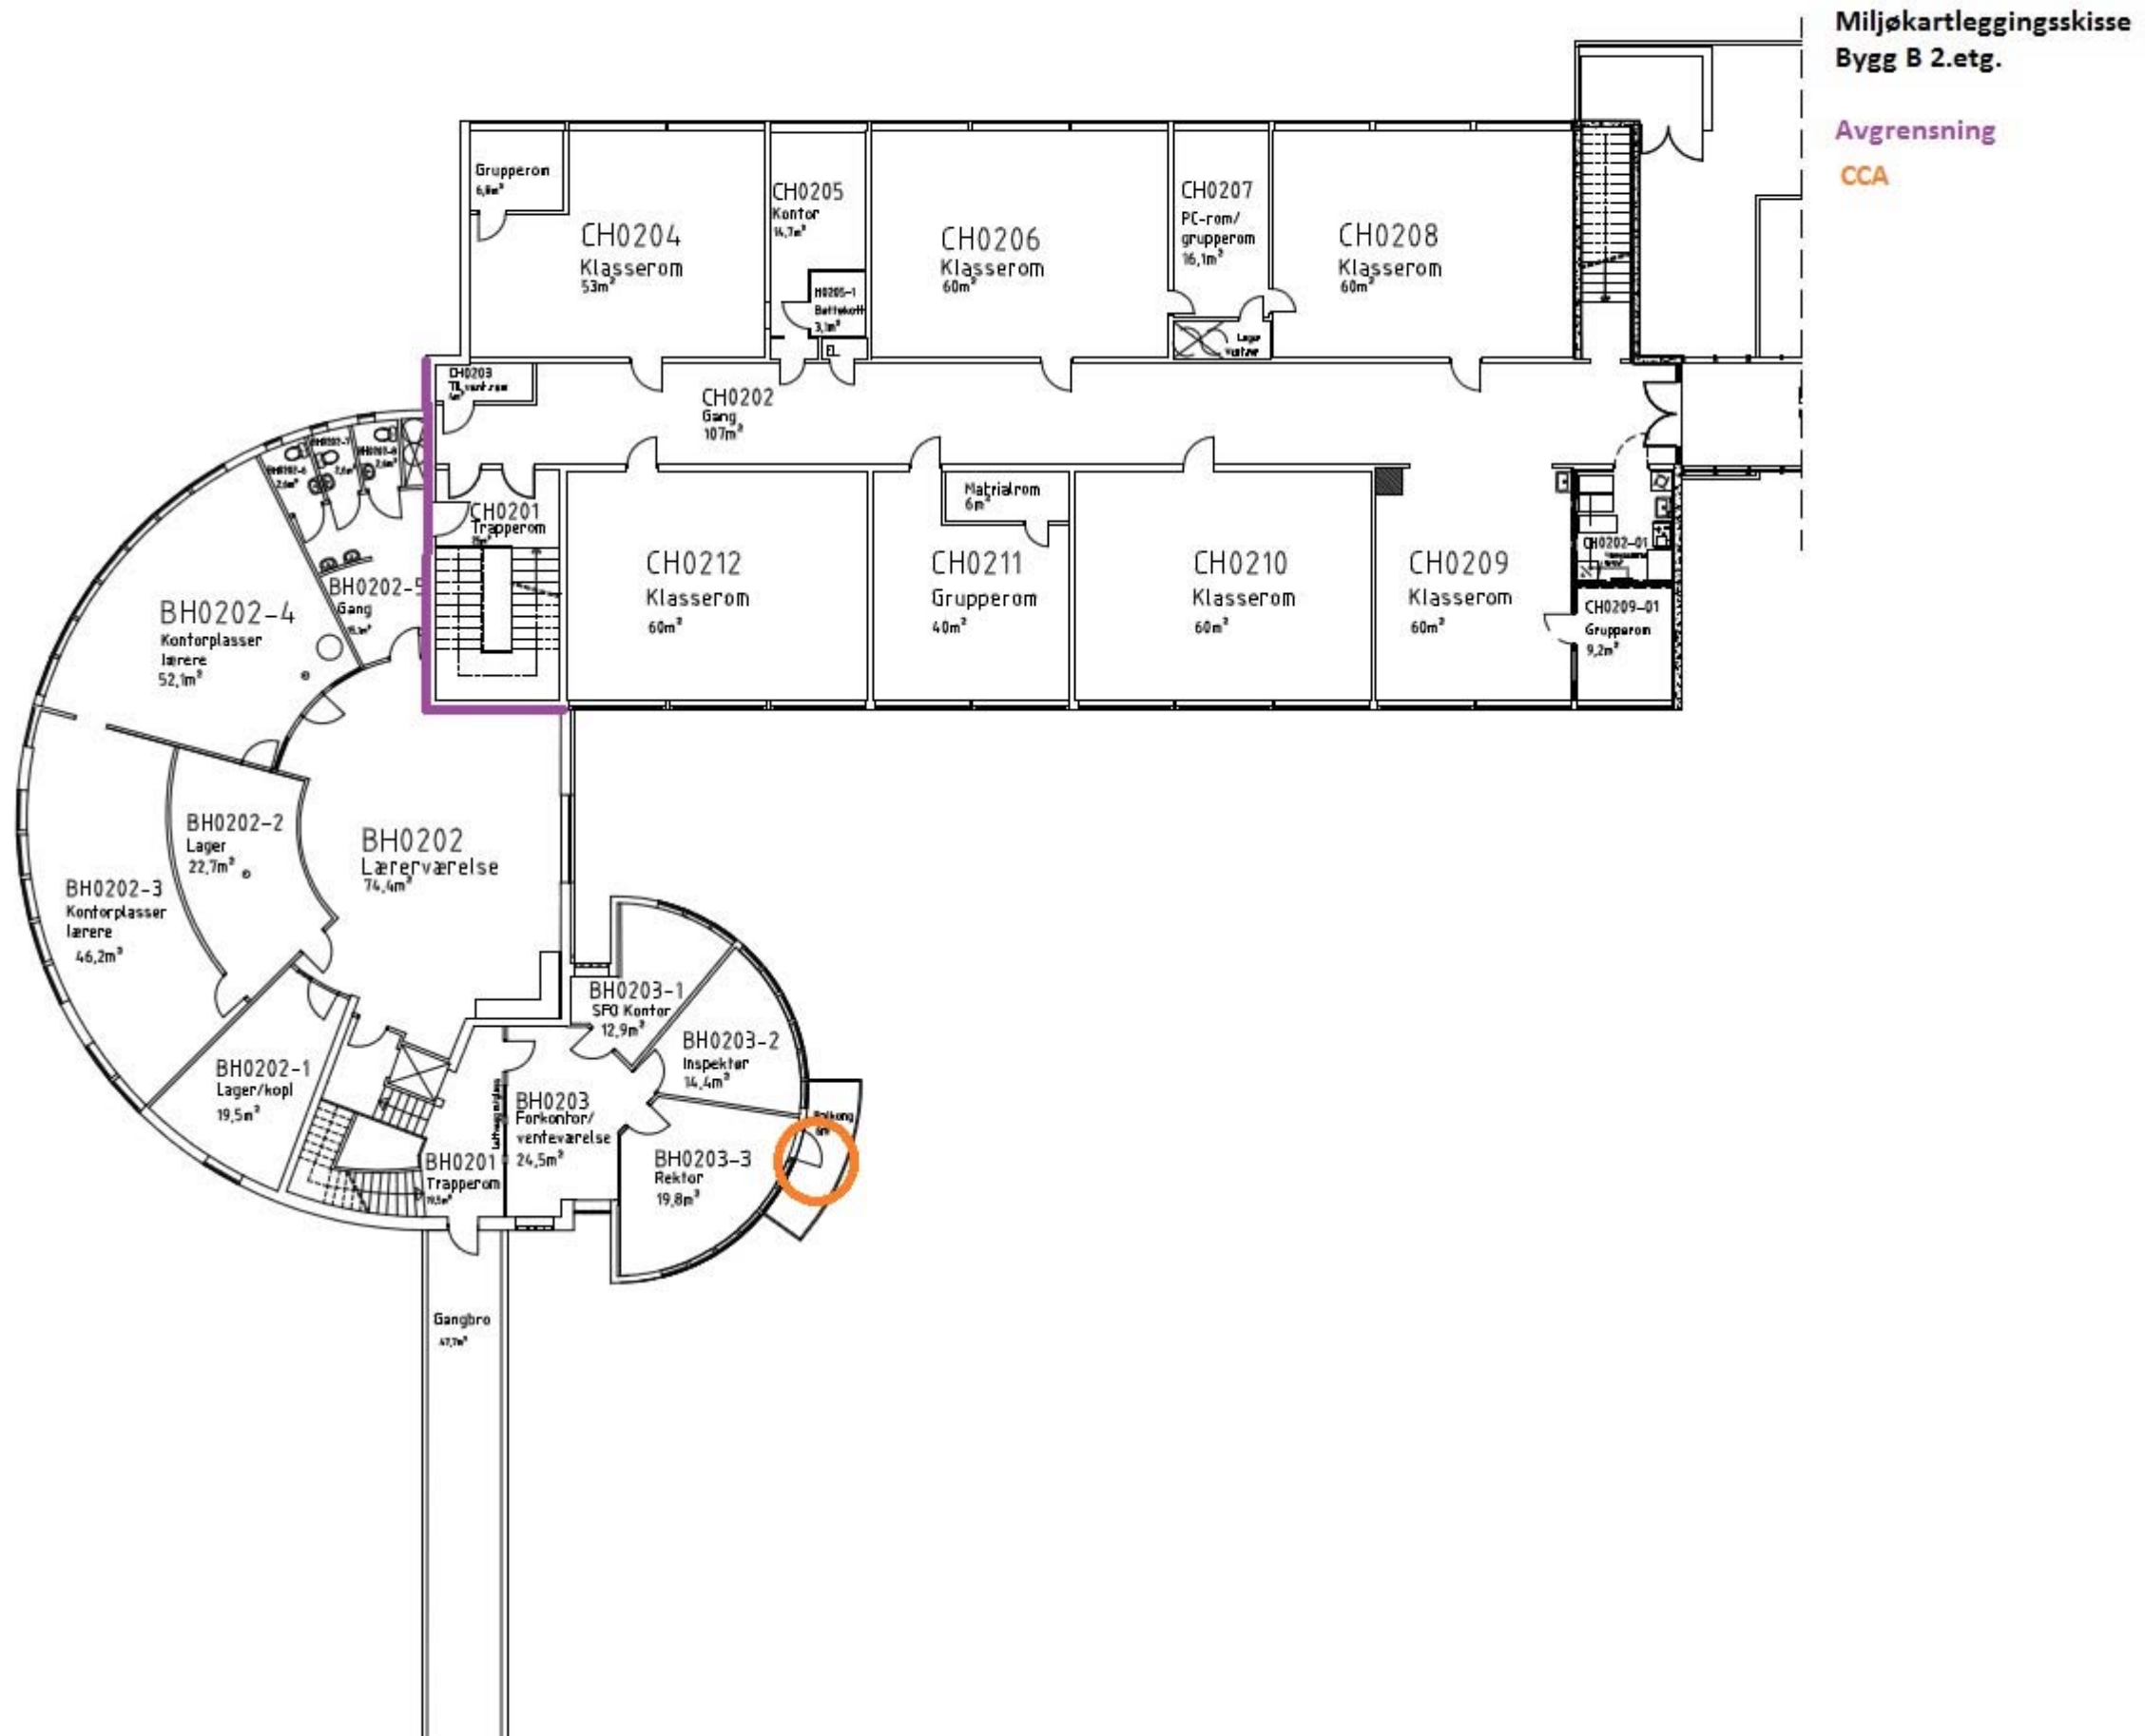 Miljøkartleggingsskisse
Bygg B 2.etg.
Avgrensning
CCA
Grupperom
CH0204
Klasserom
53m²
CH0205
Kontor
14,7m²
3,1m²
EL
CH0206
Klasserom
60m²
CH0207
PC-rom/
grupperom
16,1m²
Lager
CH0208
Klasserom
60m²
CH0203
CH0202
Gang
107m²
CH0201
Trapperom
CH0212
Klasserom
60m²
Matrialrom
6m²
CH0211
Grupperom
40m²
CH0210
Klasserom
60m²
CH0209
Klasserom
60m²
CH0202-01
CH0209-01
Grupperom
9,2m²
BH0202-5
Gang
BH0202-4
Kontorplasser
lærere
52,1m²
BH0202-2
Lager
22,7m²
BH0202
Lærerværelse
74,4m²
BH0202-3
Kontorplasser
lærere
46,2m²
BH0202-1
Lager/kopi
19,5m²
BH0203-1
SFO Kontor
12,9m²
BH0203-2
Inspektør
14,4m²
Balkong
BH0203
Forkontor/
venteværelse
24,5m²
BH0203-3
Rektor
19,8m²
BH0201
Trapperom
Gangbro
47,7m²